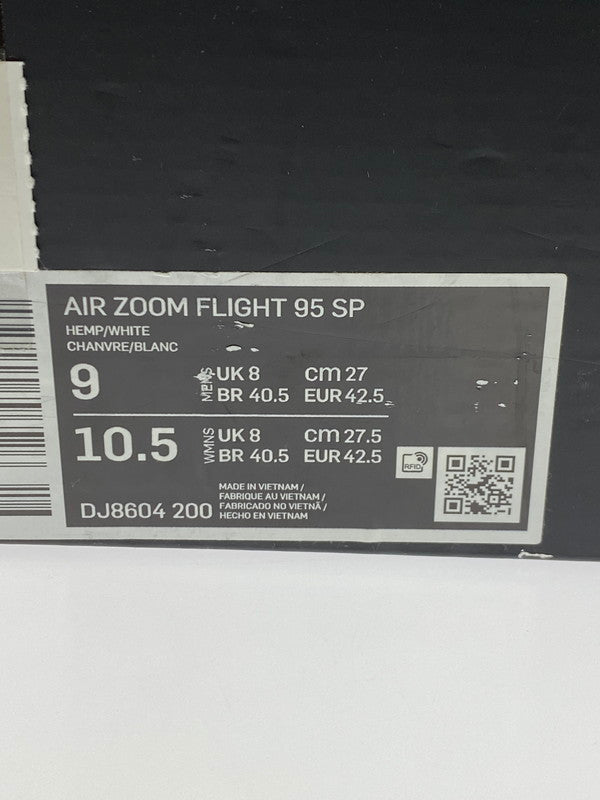 AIR ZOOM FLIGHT 95 SP
HEMP/WHITE
CHANVRE/BLANC
9 MENS UK 8 CM 27
BR 40.5 EUR 42.5
10.5 WMNS UK 8 CM 27.5
BR 40.5 EUR 42.5
RFID
MADE IN VIETNAM /
FABRIQUE AU VIETNAM /
DJ8604 200 FABRICADO NO VIETNÃ /
HECHO EN VIETNAM